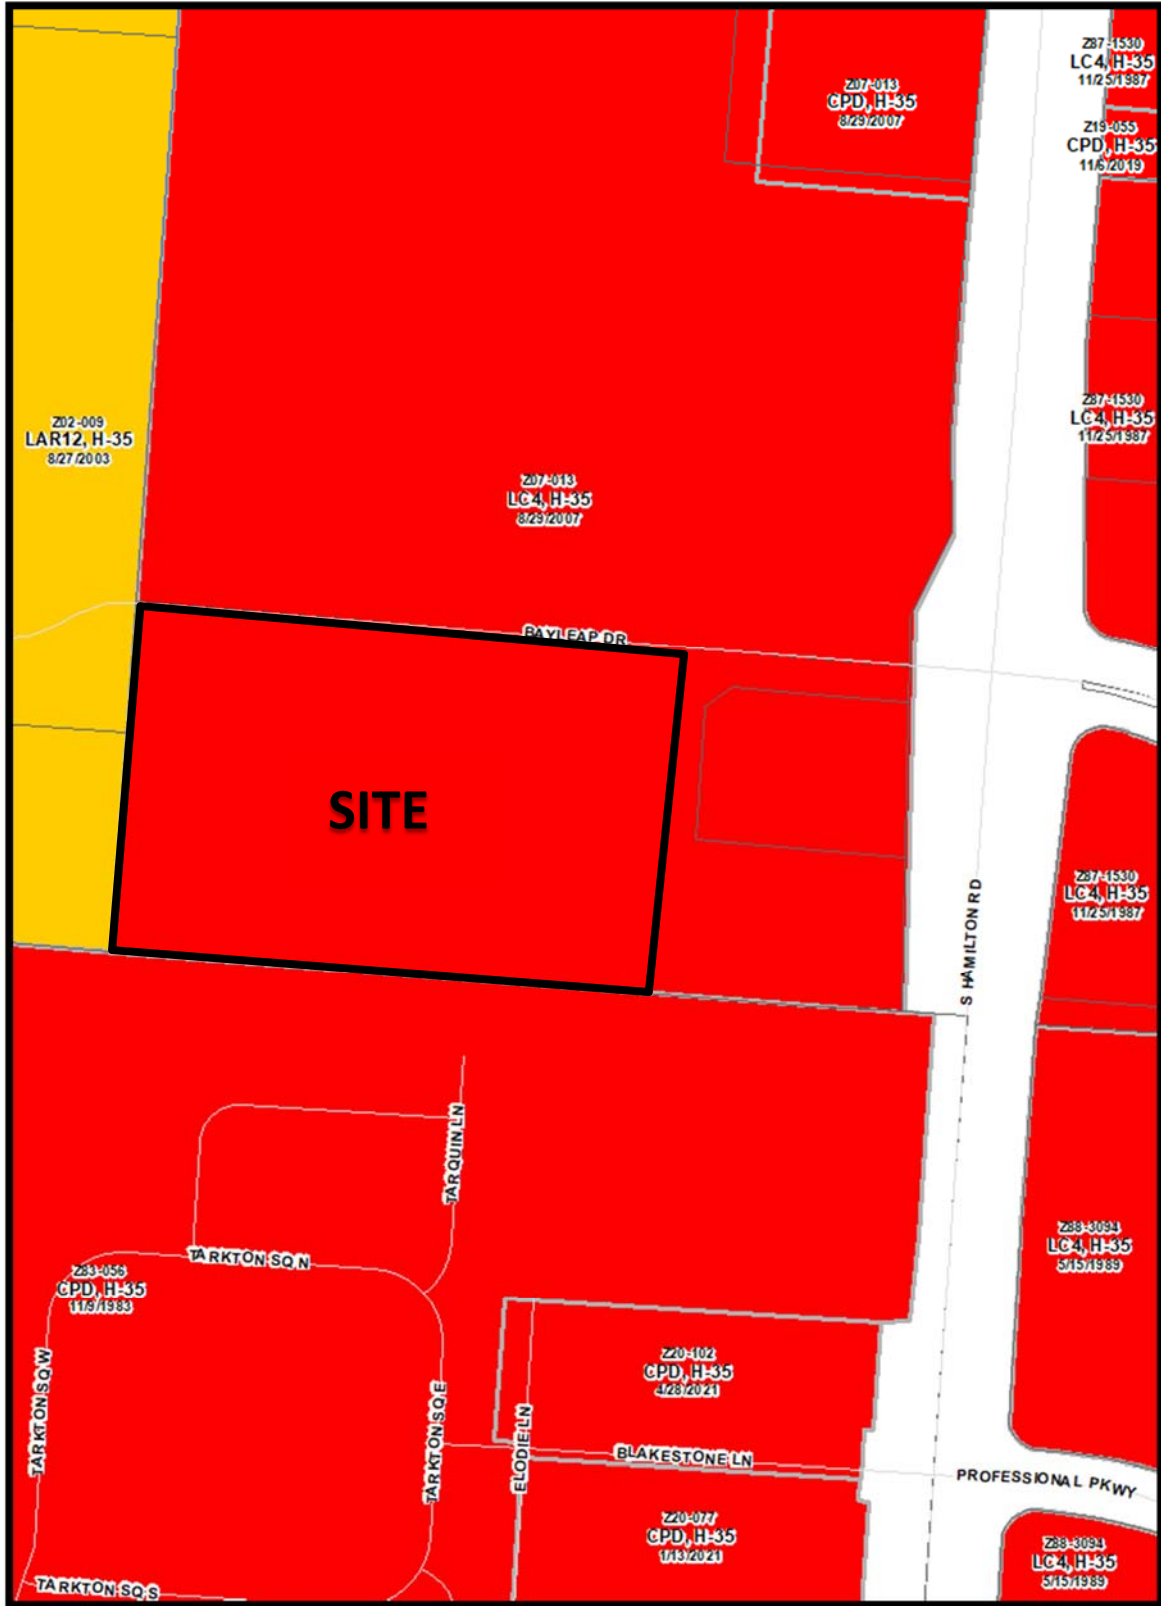 Z87-1530
LC4, H-35
11/25/1987
Z07-013
CPD, H-35
8/29/2007
Z19-055
CPD, H-35
11/6/2019
Z02-009
LAR12, H-35
8/27/2003
Z87-1530
LC4, H-35
11/25/1987
Z07-013
LC4, H-35
8/29/2007
BAYLEAP DR
SITE
Z87-1530
LC4, H-35
11/25/1987
S HAMILTON RD
TARQUIN LN
TARKTON SQ N
Z83-056
CPD, H-35
11/9/1983
Z88-3094
LC4, H-35
5/15/1989
Z20-102
CPD, H-35
4/28/2021
TARKTON SQ W
TARKTON SQ E
ELODIE LN
BLAKESTONE LN
PROFESSIONAL PKWY
Z20-077
CPD, H-35
1/13/2021
Z88-3094
LC4, H-35
5/15/1989
TARKTON SQ S